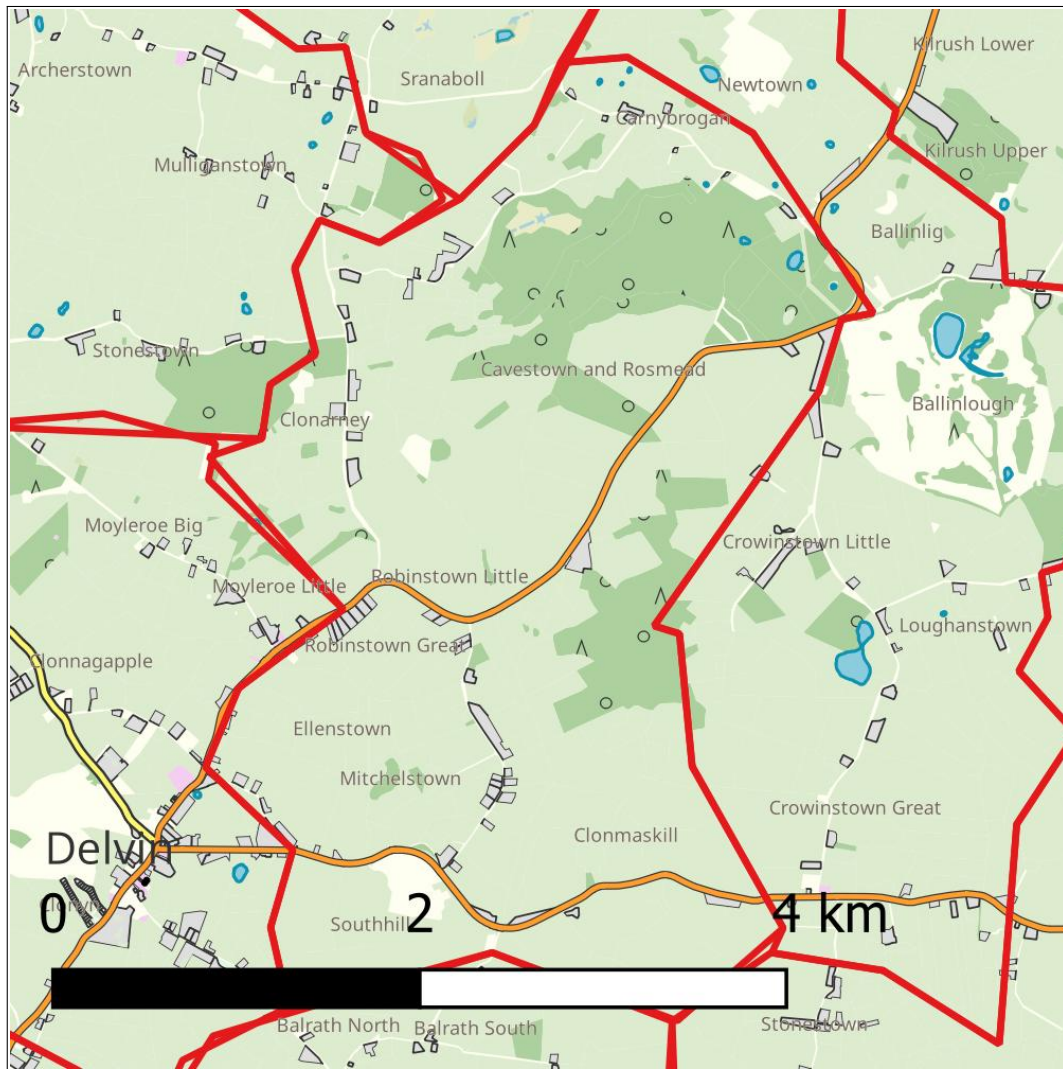 Kilrush Lower
Archerstown
Sranaboll
Newtown
Carnybrogan
Kilrush Upper
Mulliganstown
Ballinlig
Stonestown
Cavestown and Rosmead
Ballinlough
Clonarney
Moyleroe Big
Crowinstown Little
Moyleroe Little
Robinstown Little
Loughanstown
Robinstown Great
Clonnagapple
Ellenstown
Mitchelstown
Crowinstown Great
Clonmaskill
Delvin
0 2 4 km
Southhill
Balrath North
Balrath South
Stonestown